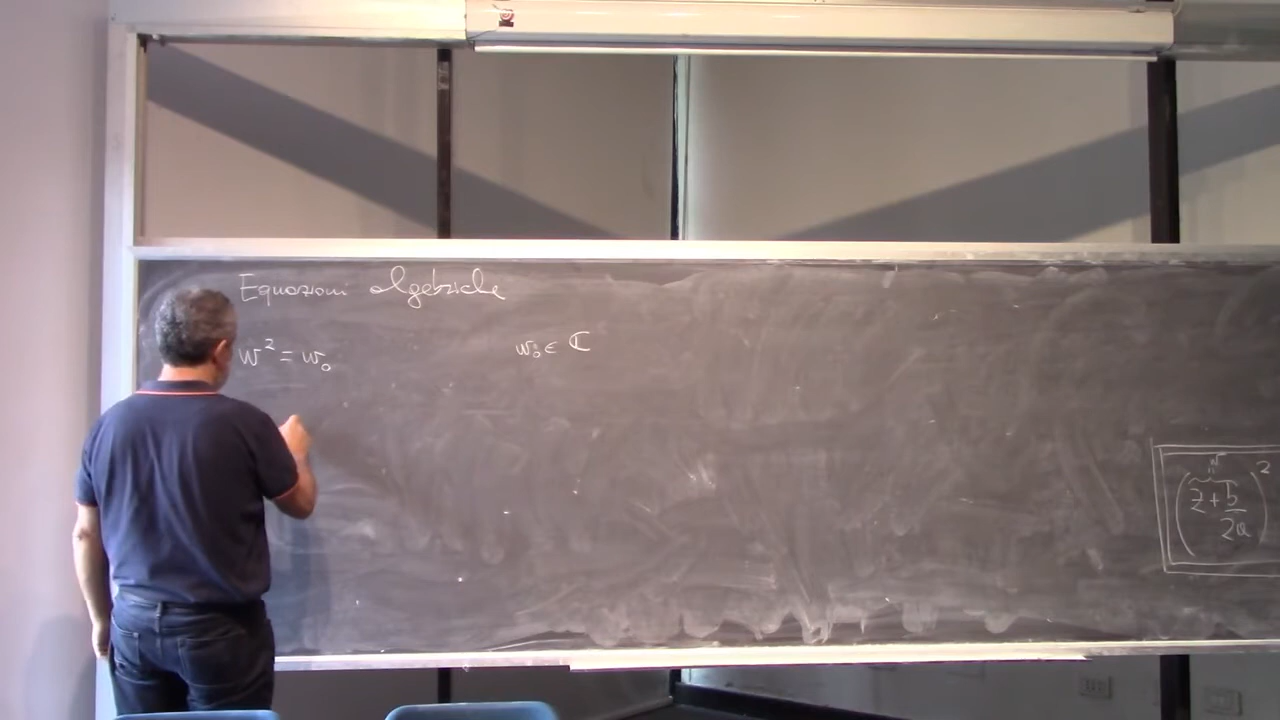 Equazioni algebriche
w² = w₀ w₀ ∈ ℂ
w
(z + b/2a)²